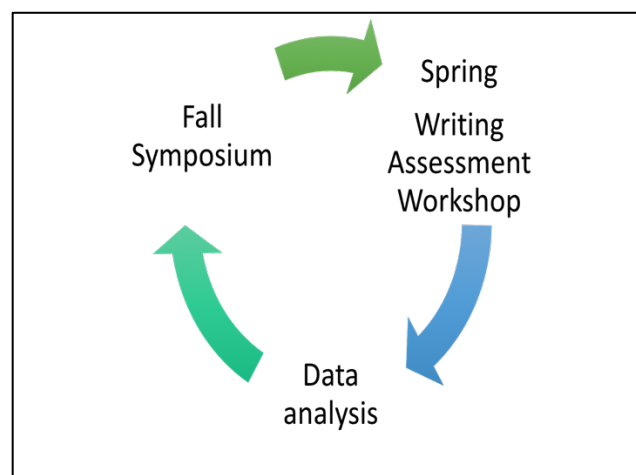 Fall
Symposium
Spring
Writing
Assessment
Workshop
Data
analysis